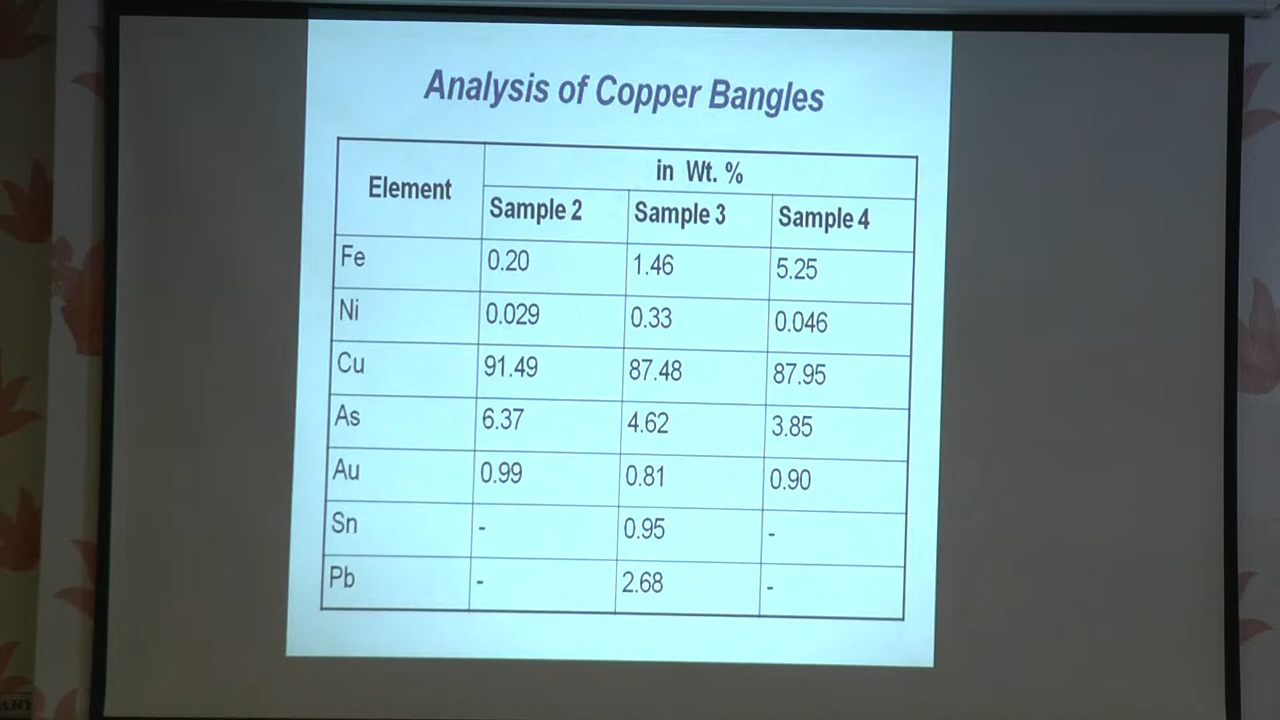 Analysis of Copper Bangles
Element
in Wt. %
Sample 2 Sample 3 Sample 4
Fe 0.20 1.46 5.25
Ni 0.029 0.33 0.046
Cu 91.49 87.48 87.95
As 6.37 4.62 3.85
Au 0.99 0.81 0.90
Sn - 0.95 -
Pb - 2.68 -